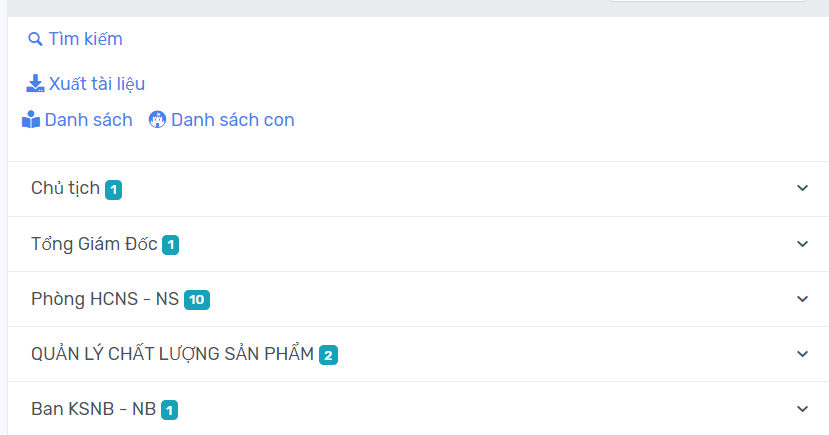 Tìm kiếm
Xuất tài liệu
Danh sách Danh sách con
Chủ tịch 1
Tổng Giám Đốc 1
Phòng HCNS - NS 10
QUẢN LÝ CHẤT LƯỢNG SẢN PHẨM 2
Ban KSNB - NB 1